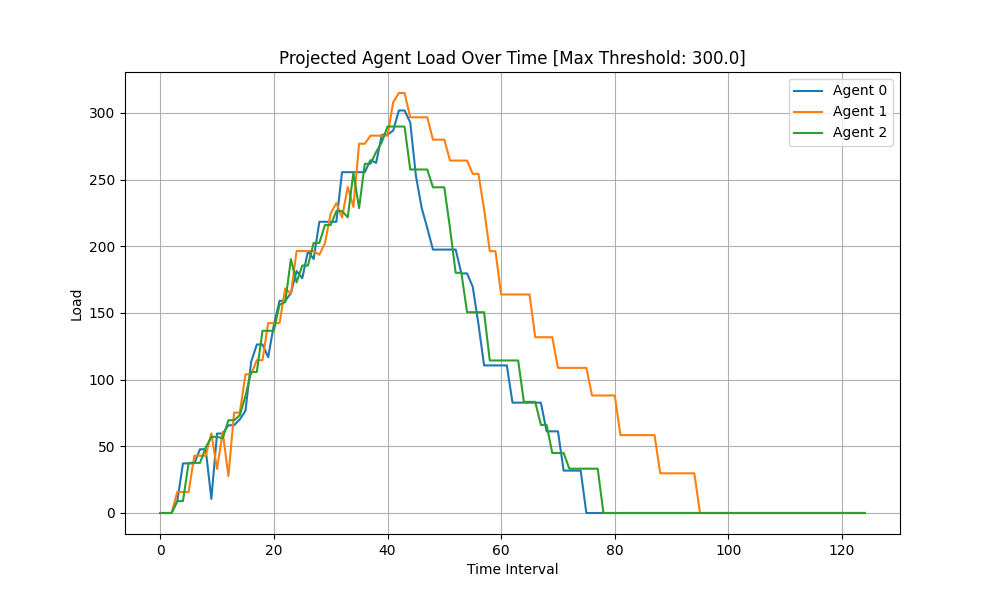 Projected Agent Load Over Time [Max Threshold: 300.0]
Agent 0
Agent 1
Agent 2
Load
300
250
200
150
100
50
0
0 20 40 60 80 100 120
Time Interval